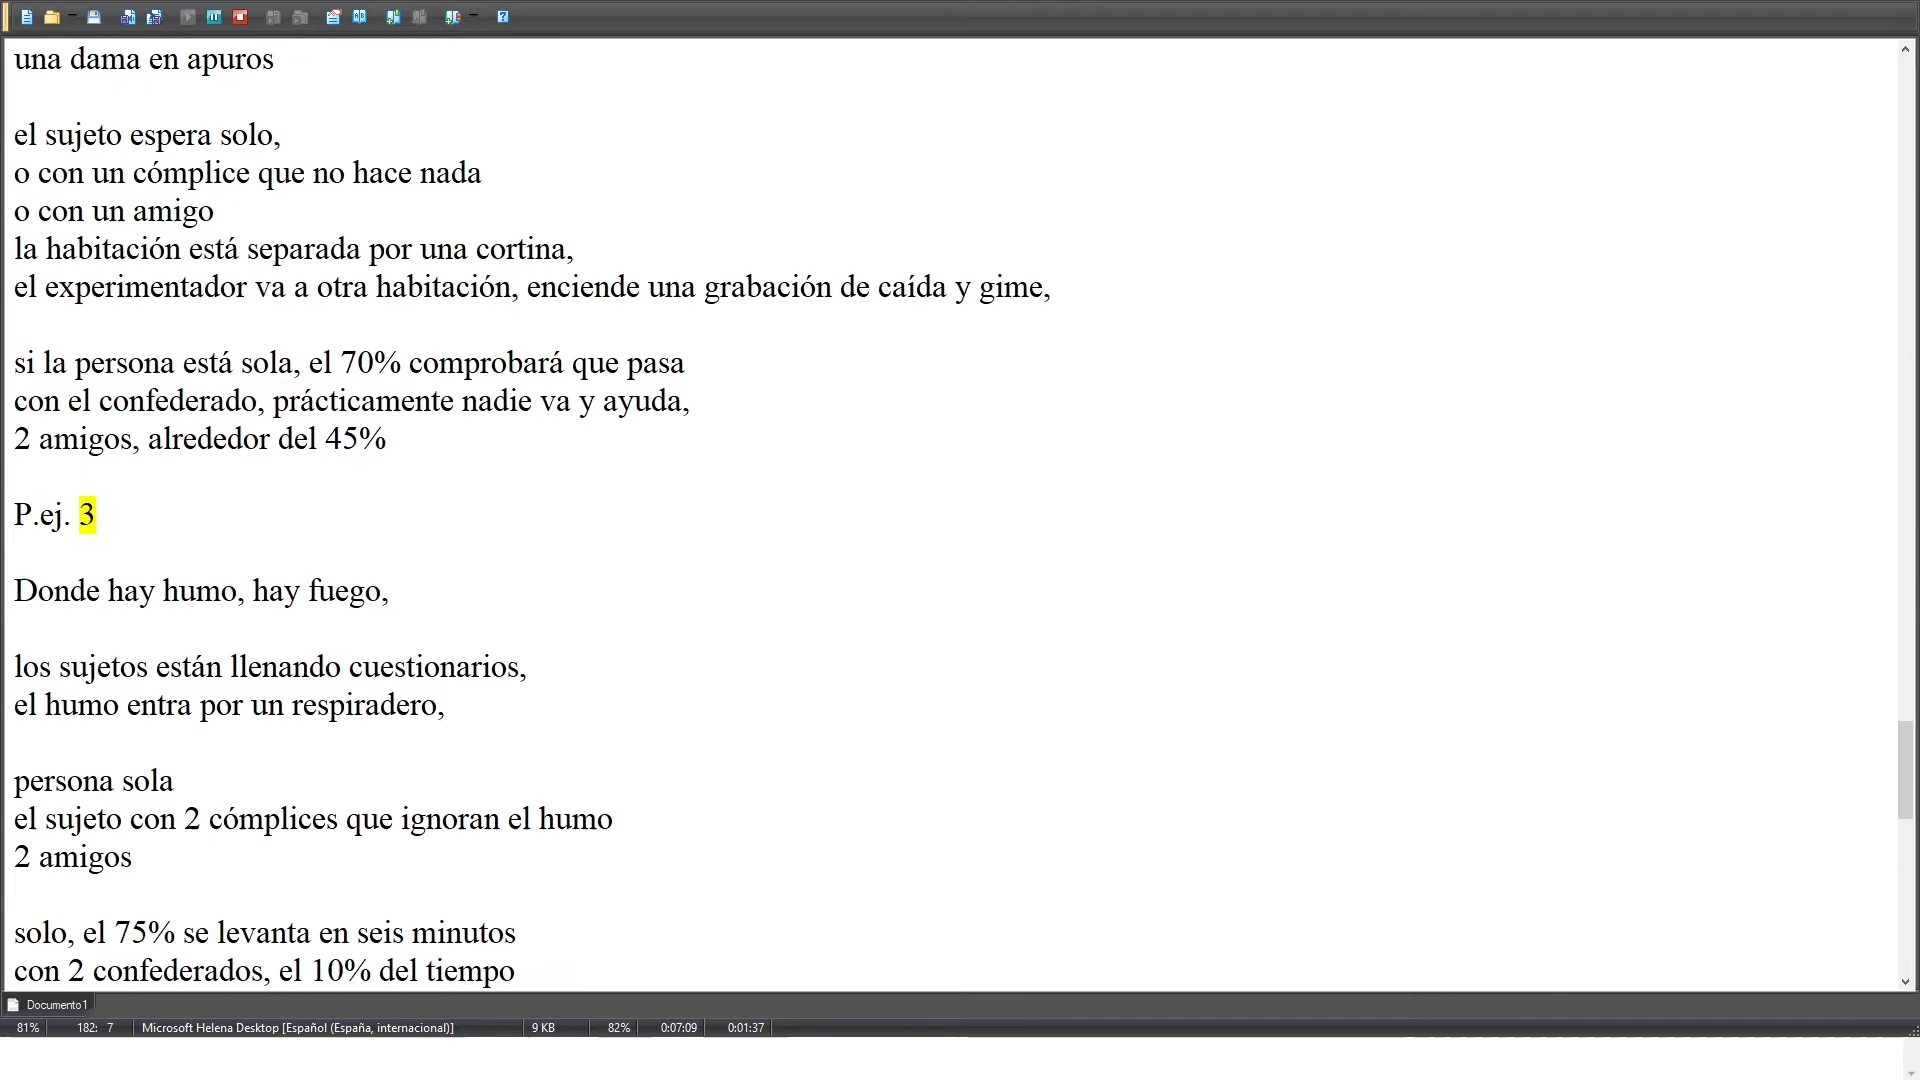 una dama en apuros
el sujeto espera solo,
o con un cómplice que no hace nada
o con un amigo
la habitación está separada por una cortina,
el experimentador va a otra habitación, enciende una grabación de caída y gime,
si la persona está sola, el 70% comprobará que pasa
con el confederado, prácticamente nadie va y ayuda,
2 amigos, alrededor del 45%
P.ej. 3
Donde hay humo, hay fuego,
los sujetos están llenando cuestionarios,
el humo entra por un respiradero,
persona sola
el sujeto con 2 cómplices que ignoran el humo
2 amigos
solo, el 75% se levanta en seis minutos
con 2 confederados, el 10% del tiempo
Documento1
81% 182: 7 Microsoft Helena Desktop [Español (España, internacional)] 9 KB 82% 0:07:09 0:01:37